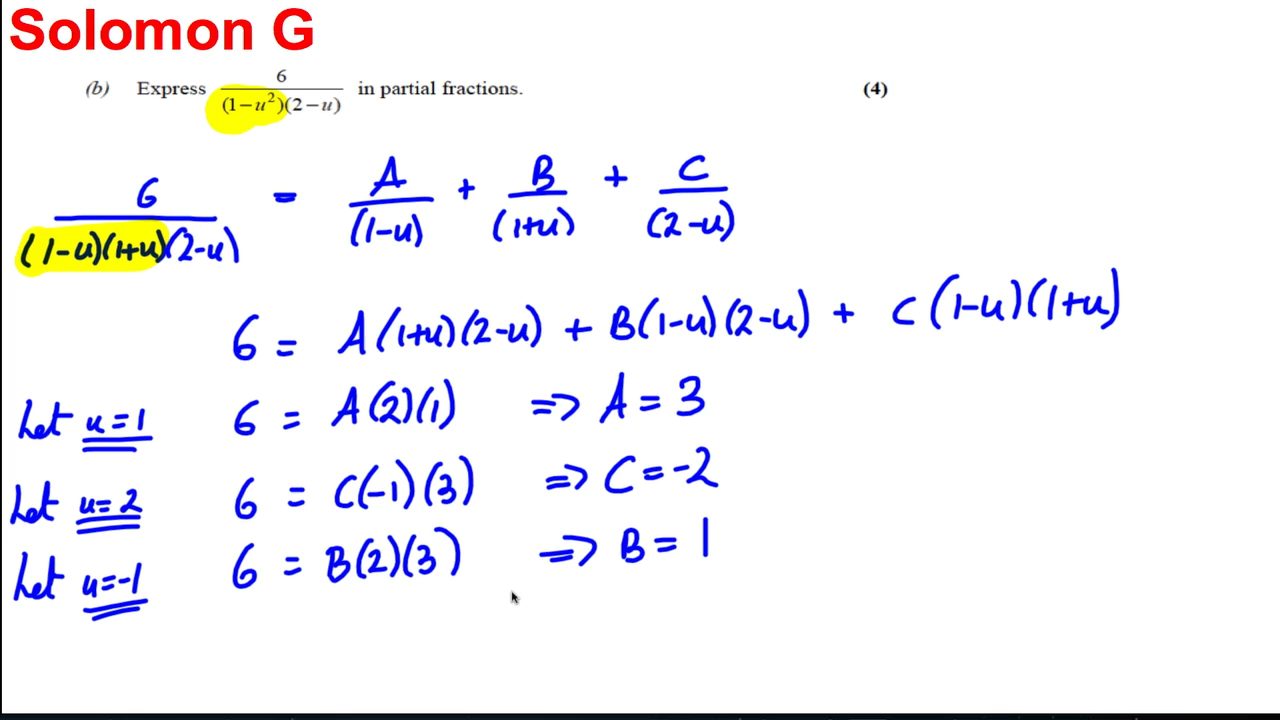 Solomon G
(b) Express 6/((1−u²)(2−u)) in partial fractions. (4)
6/((1-u)(1+u)(2-u)) = A/(1-u) + B/(1+u) + C/(2-u)
6 = A(1+u)(2-u) + B(1-u)(2-u) + C(1-u)(1+u)
Let u=1 6 = A(2)(1) => A = 3
Let u=2 6 = C(-1)(3) => C = -2
Let u=-1 6 = B(2)(3) => B = 1